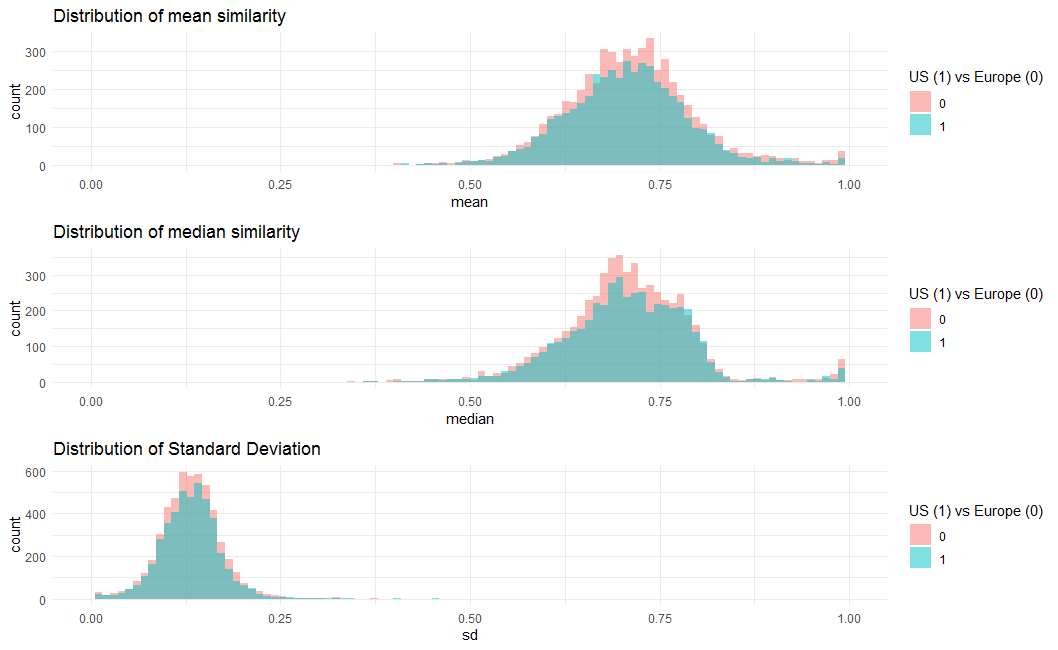 Distribution of mean similarity
count
300
200
100
0
0.00 0.25 0.50 0.75 1.00
mean
US (1) vs Europe (0)
0
1
Distribution of median similarity
count
300
200
100
0
0.00 0.25 0.50 0.75 1.00
median
US (1) vs Europe (0)
0
1
Distribution of Standard Deviation
count
600
400
200
0
0.00 0.25 0.50 0.75 1.00
sd
US (1) vs Europe (0)
0
1